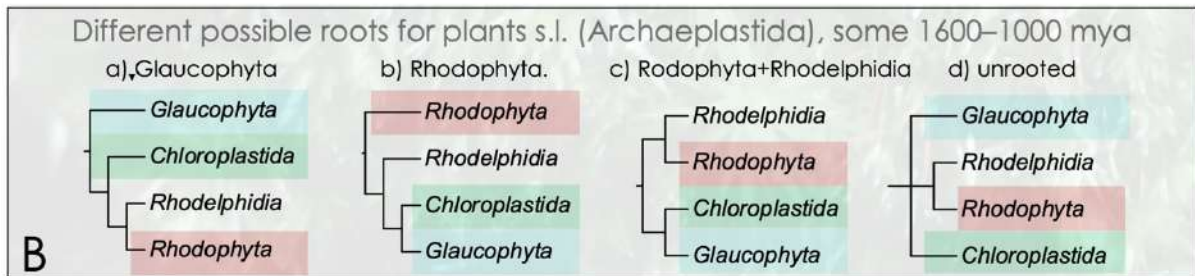 Different possible roots for plants s.l. (Archaeplastida), some 1600–1000 mya
a) Glaucophyta
Glaucophyta
Chloroplastida
Rhodelphidia
Rhodophyta
b) Rhodophyta.
Rhodophyta
Rhodelphidia
Chloroplastida
Glaucophyta
c) Rodophyta+Rhodelphidia
Rhodelphidia
Rhodophyta
Chloroplastida
Glaucophyta
d) unrooted
Glaucophyta
Rhodelphidia
Rhodophyta
Chloroplastida
B